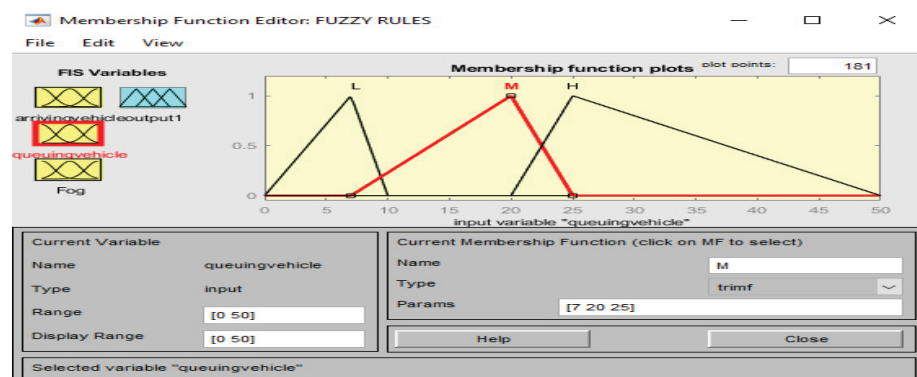 Membership Function Editor: FUZZY RULES
File Edit View
FIS Variables
Membership function plots
plot points:
181
arrivingvehicle
output1
queuingvehicle
Fog
L
M
H
1
0.5
0
0 5 10 15 20 25 30 35 40 45 50
input variable "queuingvehicle"
Current Variable
Name queuingvehicle
Type input
Range [0 50]
Display Range [0 50]
Current Membership Function (click on MF to select)
Name M
Type trimf
Params [7 20 25]
Help
Close
Selected variable "queuingvehicle"